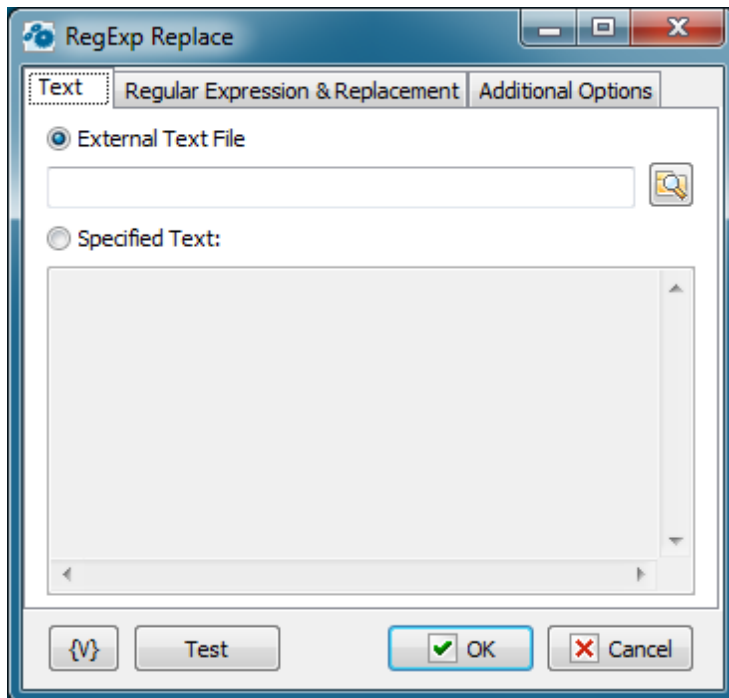 RegExp Replace
Text Regular Expression & Replacement Additional Options
External Text File
Specified Text:
{V} Test OK Cancel